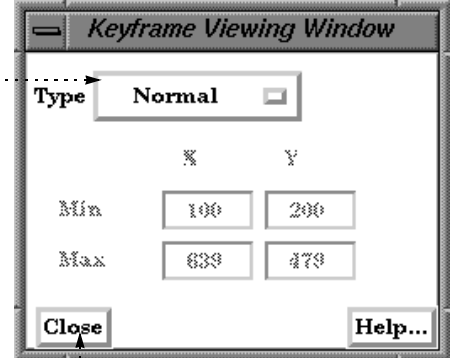 Keyframe Viewing Window
Type Normal
X Y
Min 100 200
Max 639 479
Close Help...